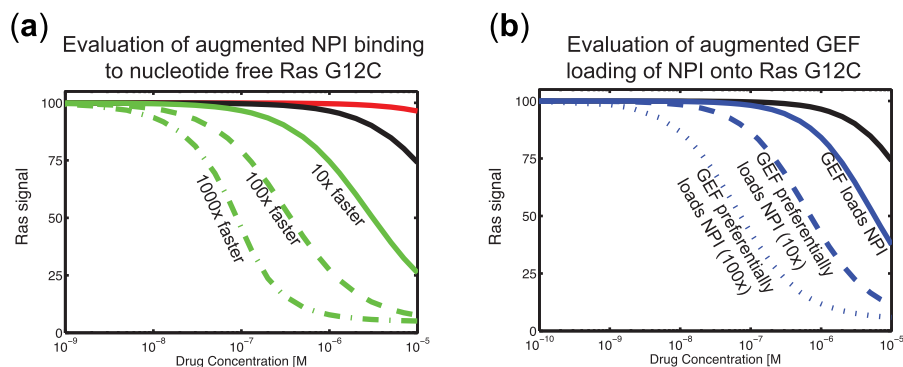 (a)
Evaluation of augmented NPI binding
to nucleotide free Ras G12C
100
75
50
25
0
Ras signal
1000x faster
100x faster
10x faster
10^-9
10^-8
10^-7
10^-6
10^-5
Drug Concentration [M
(b)
Evaluation of augmented GEF
loading of NPI onto Ras G12C
100
75
50
25
0
Ras signal
GEF preferentially
loads NPI (100x)
GEF preferentially
loads NPI (10x)
GEF loads NPI
10^-10
10^-9
10^-8
10^-7
10^-6
10^-5
Drug Concentration [M